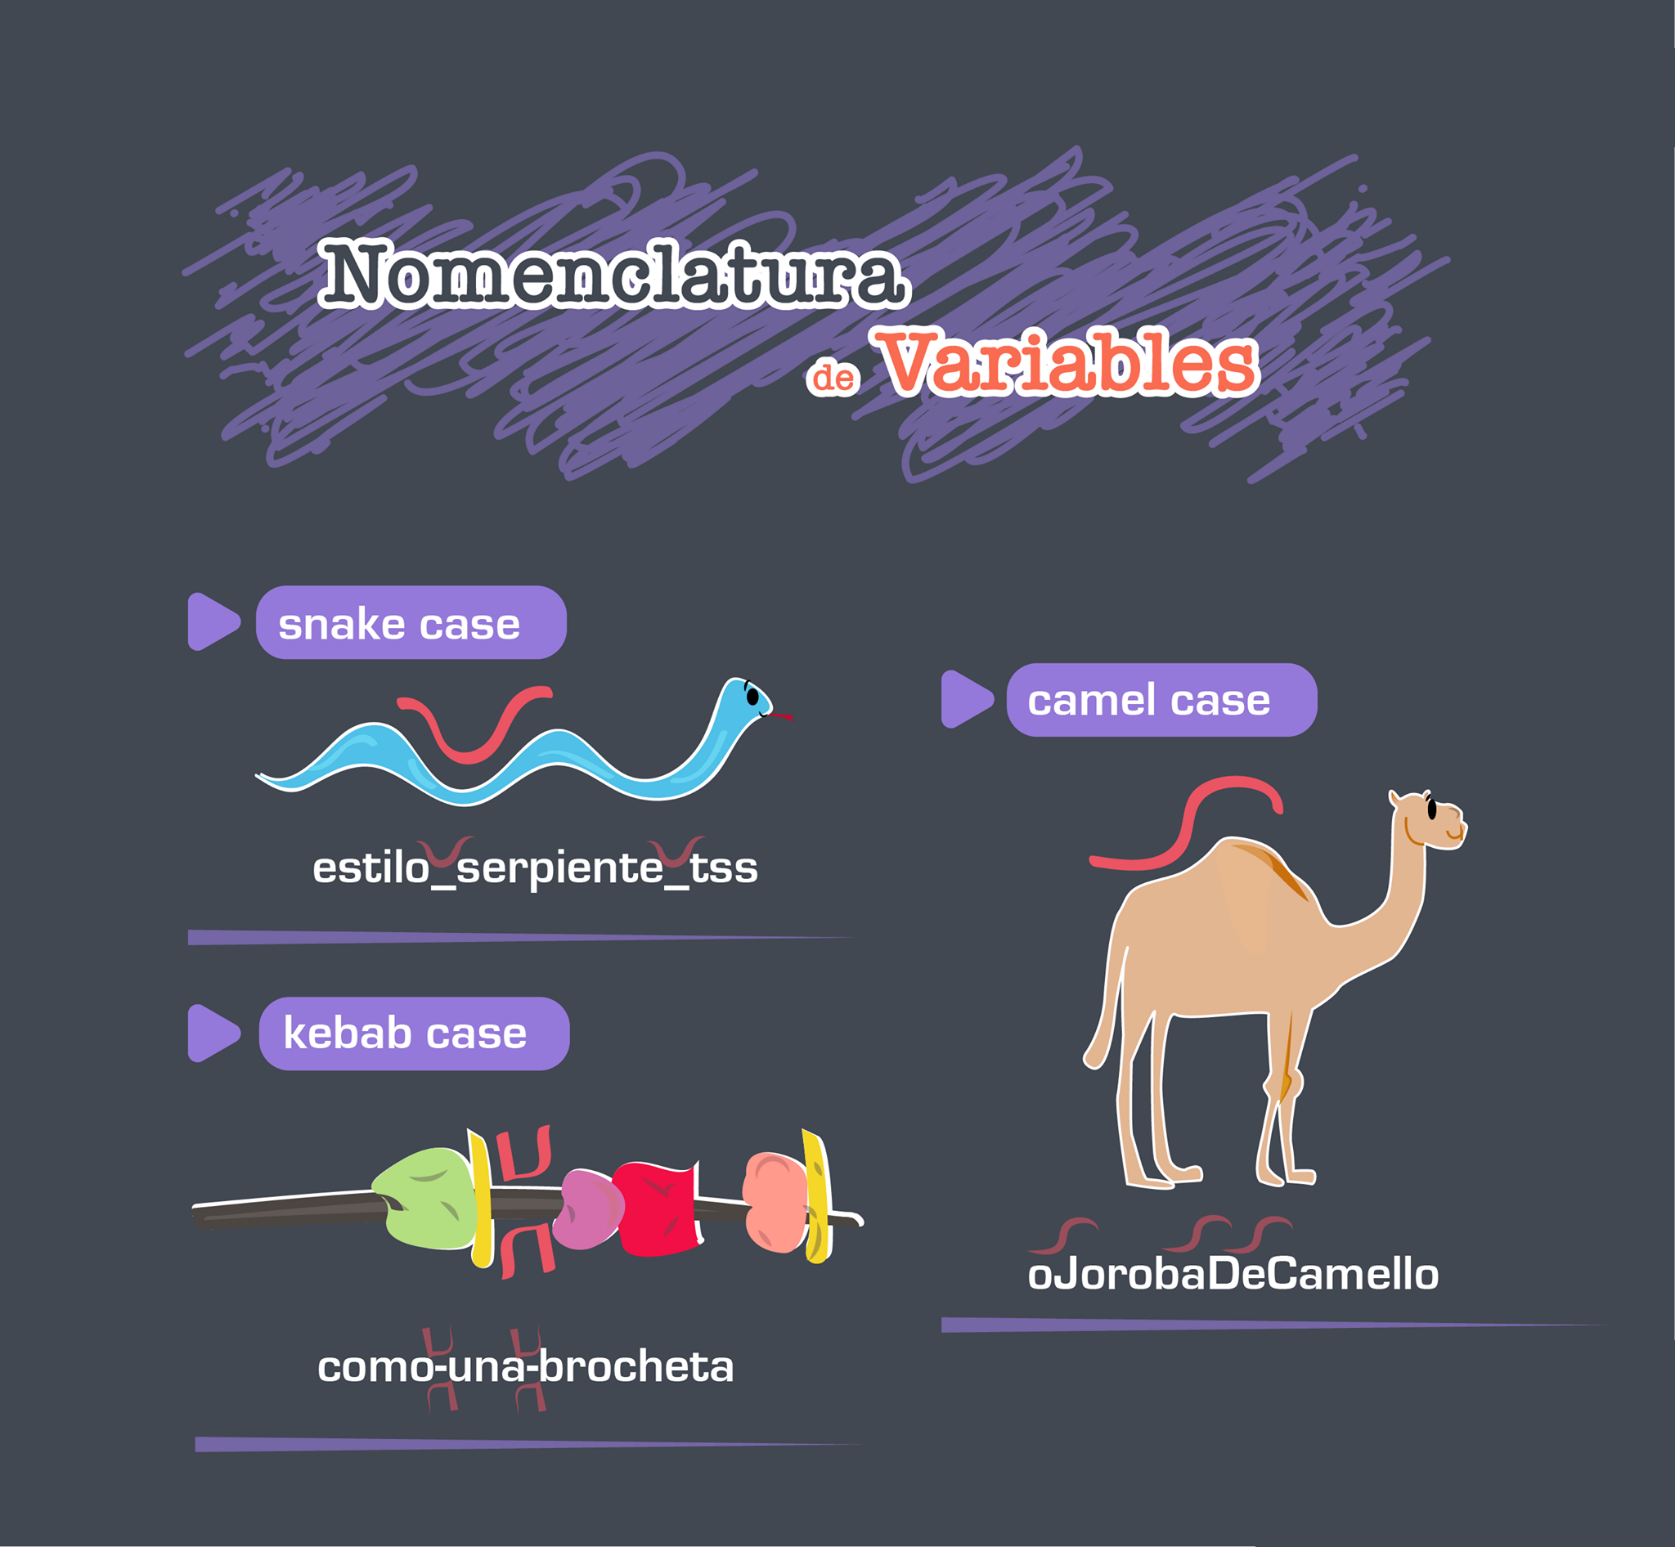 Nomenclatura
de Variables
snake case
estilo_serpiente_tss
kebab case
como-una-brocheta
camel case
oJorobaDeCamello